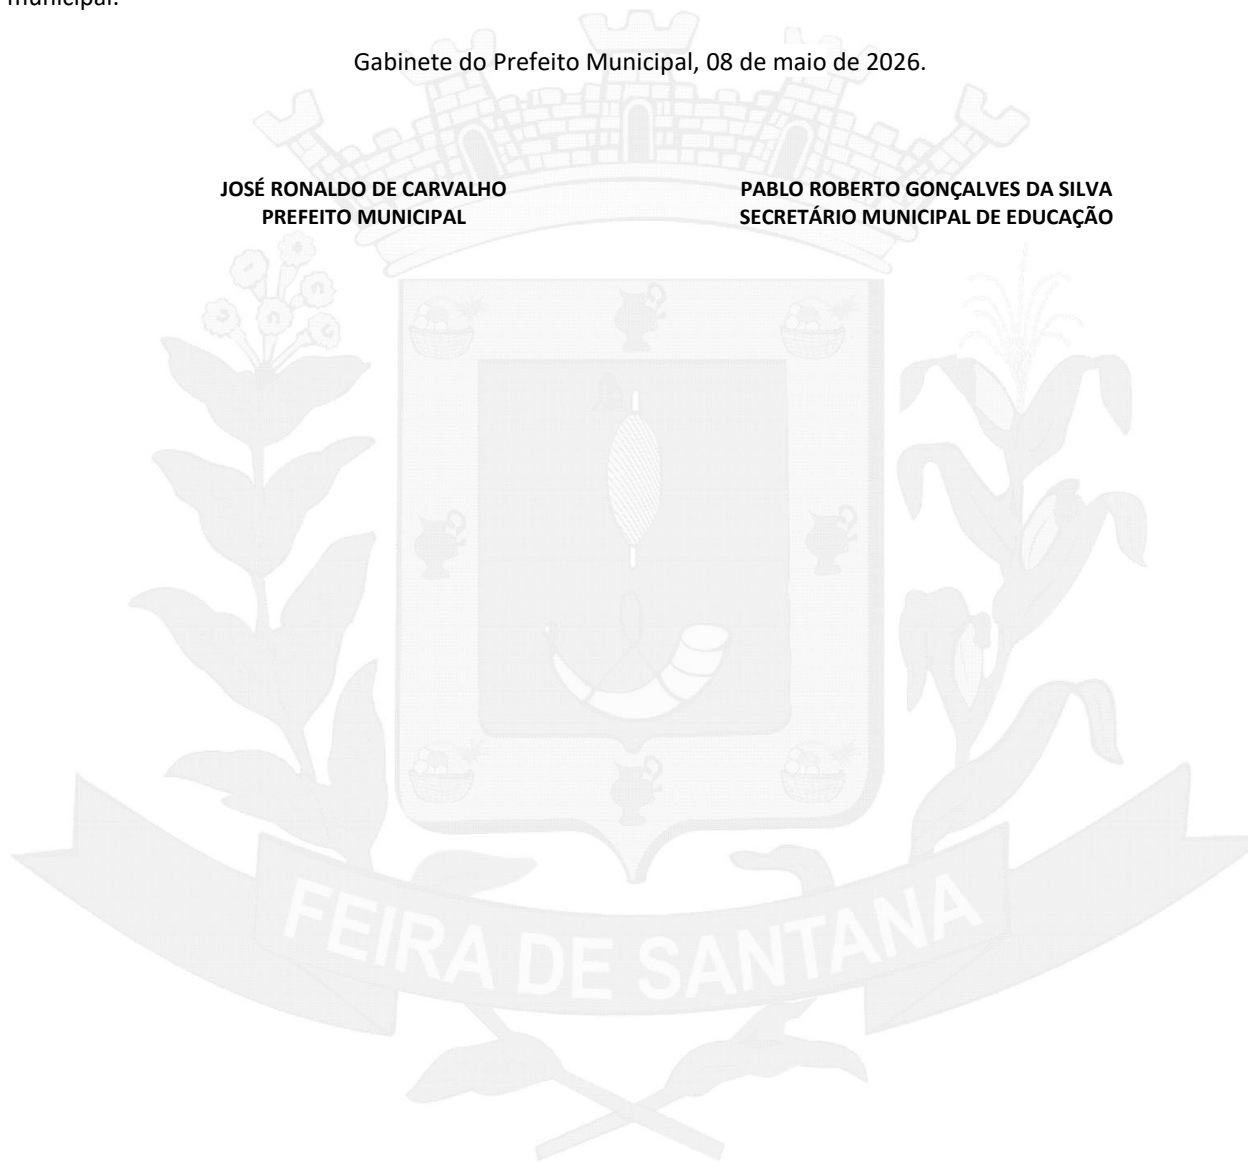 municipal.
Gabinete do Prefeito Municipal, 08 de maio de 2026.
JOSÉ RONALDO DE CARVALHO
PREFEITO MUNICIPAL
PABLO ROBERTO GONÇALVES DA SILVA
SECRETÁRIO MUNICIPAL DE EDUCAÇÃO
FEIRA DE SANTANA